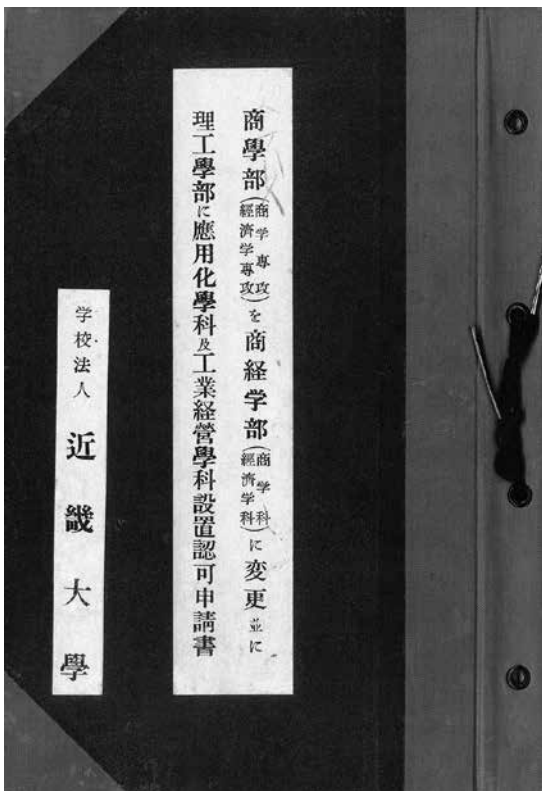 商學部(商学専攻経濟学専攻)を商経学部(商学科経濟学科)に変更並に
理工學部に應用化學科及工業経営學科設置認可申請書
学校法人 近畿大學